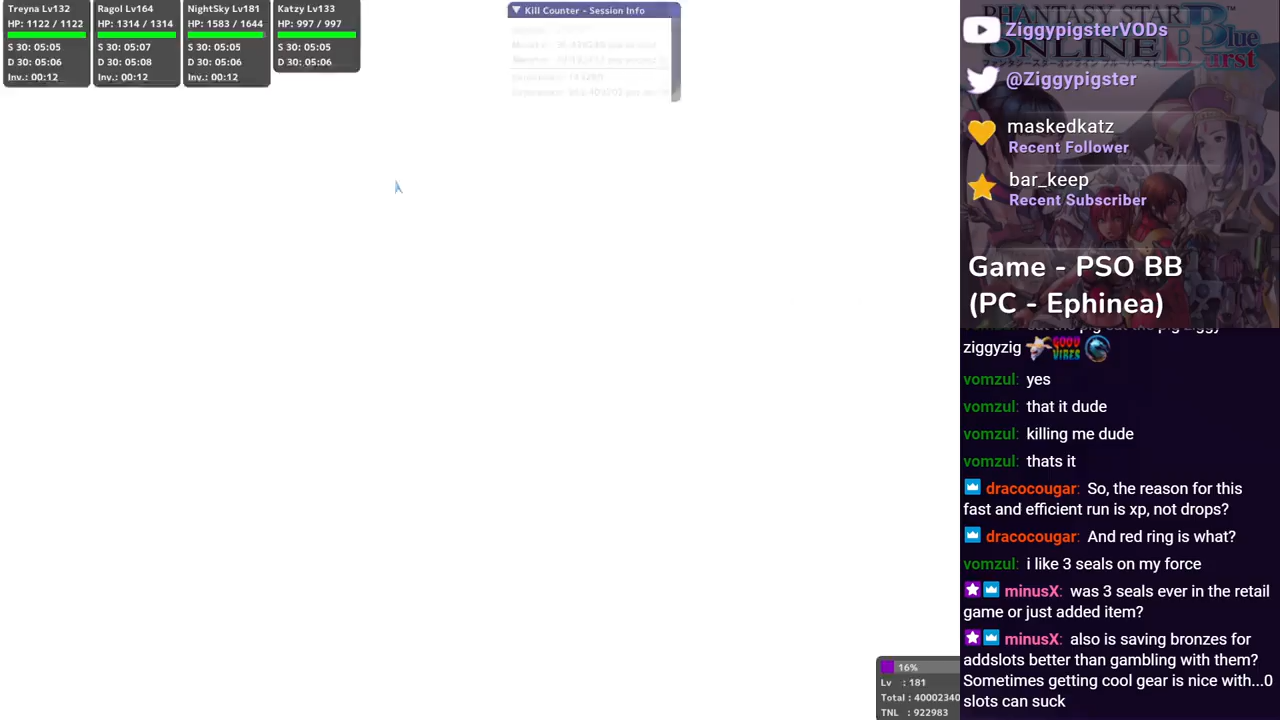 Treyna Lv132
HP: 1122 / 1122
S 30: 05:05
D 30: 05:06
Inv.: 00:12
Ragol Lv164
HP: 1314 / 1314
S 30: 05:07
D 30: 05:08
Inv.: 00:12
NightSky Lv181
HP: 1583 / 1644
S 30: 05:05
D 30: 05:06
Inv.: 00:12
Katzy Lv133
HP: 997 / 997
S 30: 05:05
D 30: 05:06
Kill Counter - Session Info
PHANTASY STAR
ONLINE Blue
Burst
ZiggypigsterVODs
@Ziggypigster
maskedkatz
Recent Follower
bar_keep
Recent Subscriber
Game - PSO BB
(PC - Ephinea)
ziggyzig GOOD VIBES
vomzul: yes
vomzul: that it dude
vomzul: killing me dude
vomzul: thats it
dracocougar: So, the reason for this
fast and efficient run is xp, not drops?
dracocougar: And red ring is what?
vomzul: i like 3 seals on my force
minusX: was 3 seals ever in the retail
game or just added item?
minusX: also is saving bronzes for
addslots better than gambling with them?
Sometimes getting cool gear is nice with...0
slots can suck
16%
Lv : 181
Total : 40002340
TNL : 922983